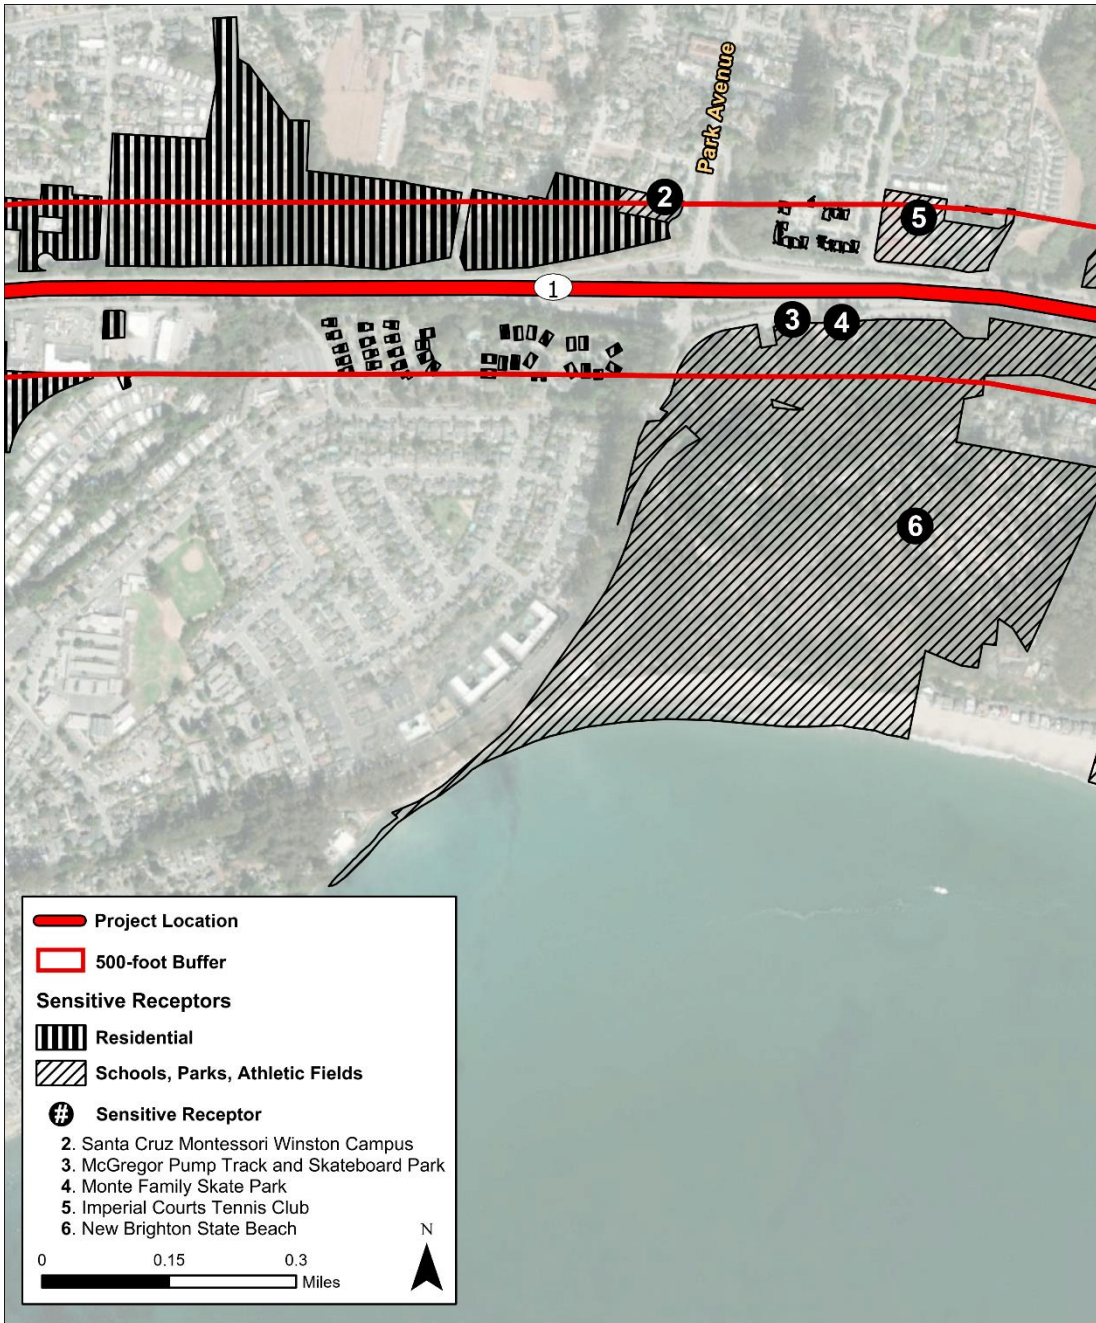 Park Avenue
2
5
1
3
4
6
Project Location
500-foot Buffer
Sensitive Receptors
Residential
Schools, Parks, Athletic Fields
# Sensitive Receptor
2. Santa Cruz Montessori Winston Campus
3. McGregor Pump Track and Skateboard Park
4. Monte Family Skate Park
5. Imperial Courts Tennis Club
6. New Brighton State Beach
N
0 0.15 0.3
Miles